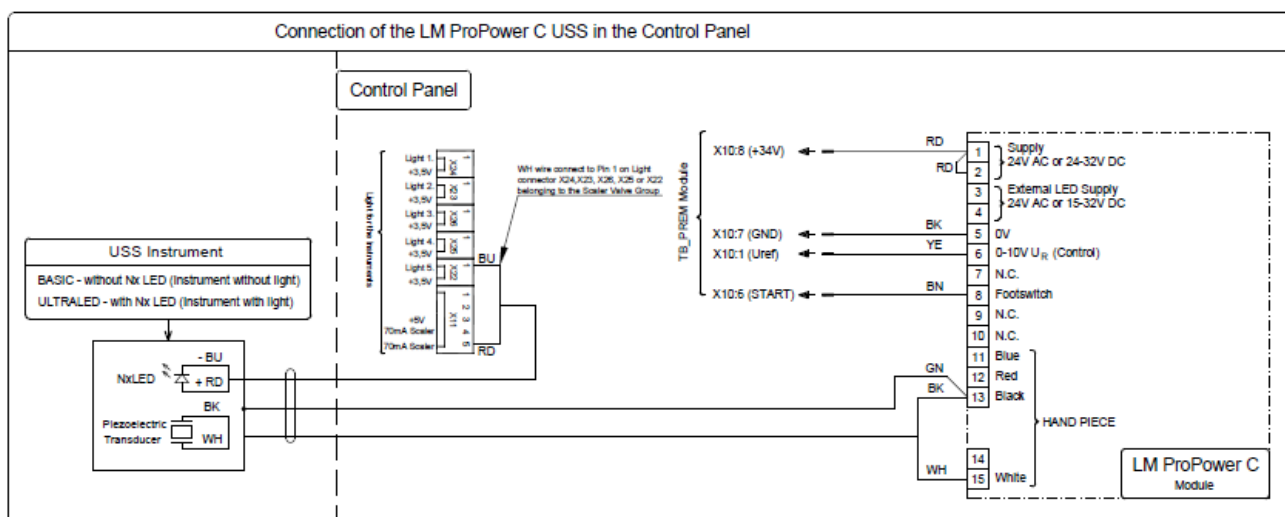 Connection of the LM ProPower C USS in the Control Panel
Control Panel
USS Instrument
BASIC - without Nx LED (Instrument without light)
ULTRALED - with Nx LED (Instrument with light)
NxLED
- BU
+ RD
Piezoelectric
Transducer
BK
WH
Light for the Instruments
Light 1.
+3,5V
1
X24
Light 2.
+3,5V
1
X23
Light 3.
+3,5V
1
X26
Light 4.
+3,5V
1
X25
Light 5.
+3,5V
1
X22
+5V
70mA Scaler
70mA Scaler
1
2
3
4
5
X11
BU
RD
WH wire connect to Pin 1 on Light
connector X24,X23, X26, X25 or X22
belonging to the Scaler Valve Group
TB_PREM Module
X10:8 (+34V)
X10:7 (GND)
X10:1 (Uref)
X10:6 (START)
RD
RD
BK
YE
BN
GN
BK
WH
1
2
Supply
24V AC or 24-32V DC
3
4
External LED Supply
24V AC or 15-32V DC
5 0V
6 0-10V UR (Control)
7 N.C.
8 Footswitch
9 N.C.
10 N.C.
11 Blue
12 Red
13 Black
14
15 White
HAND PIECE
LM ProPower C
Module